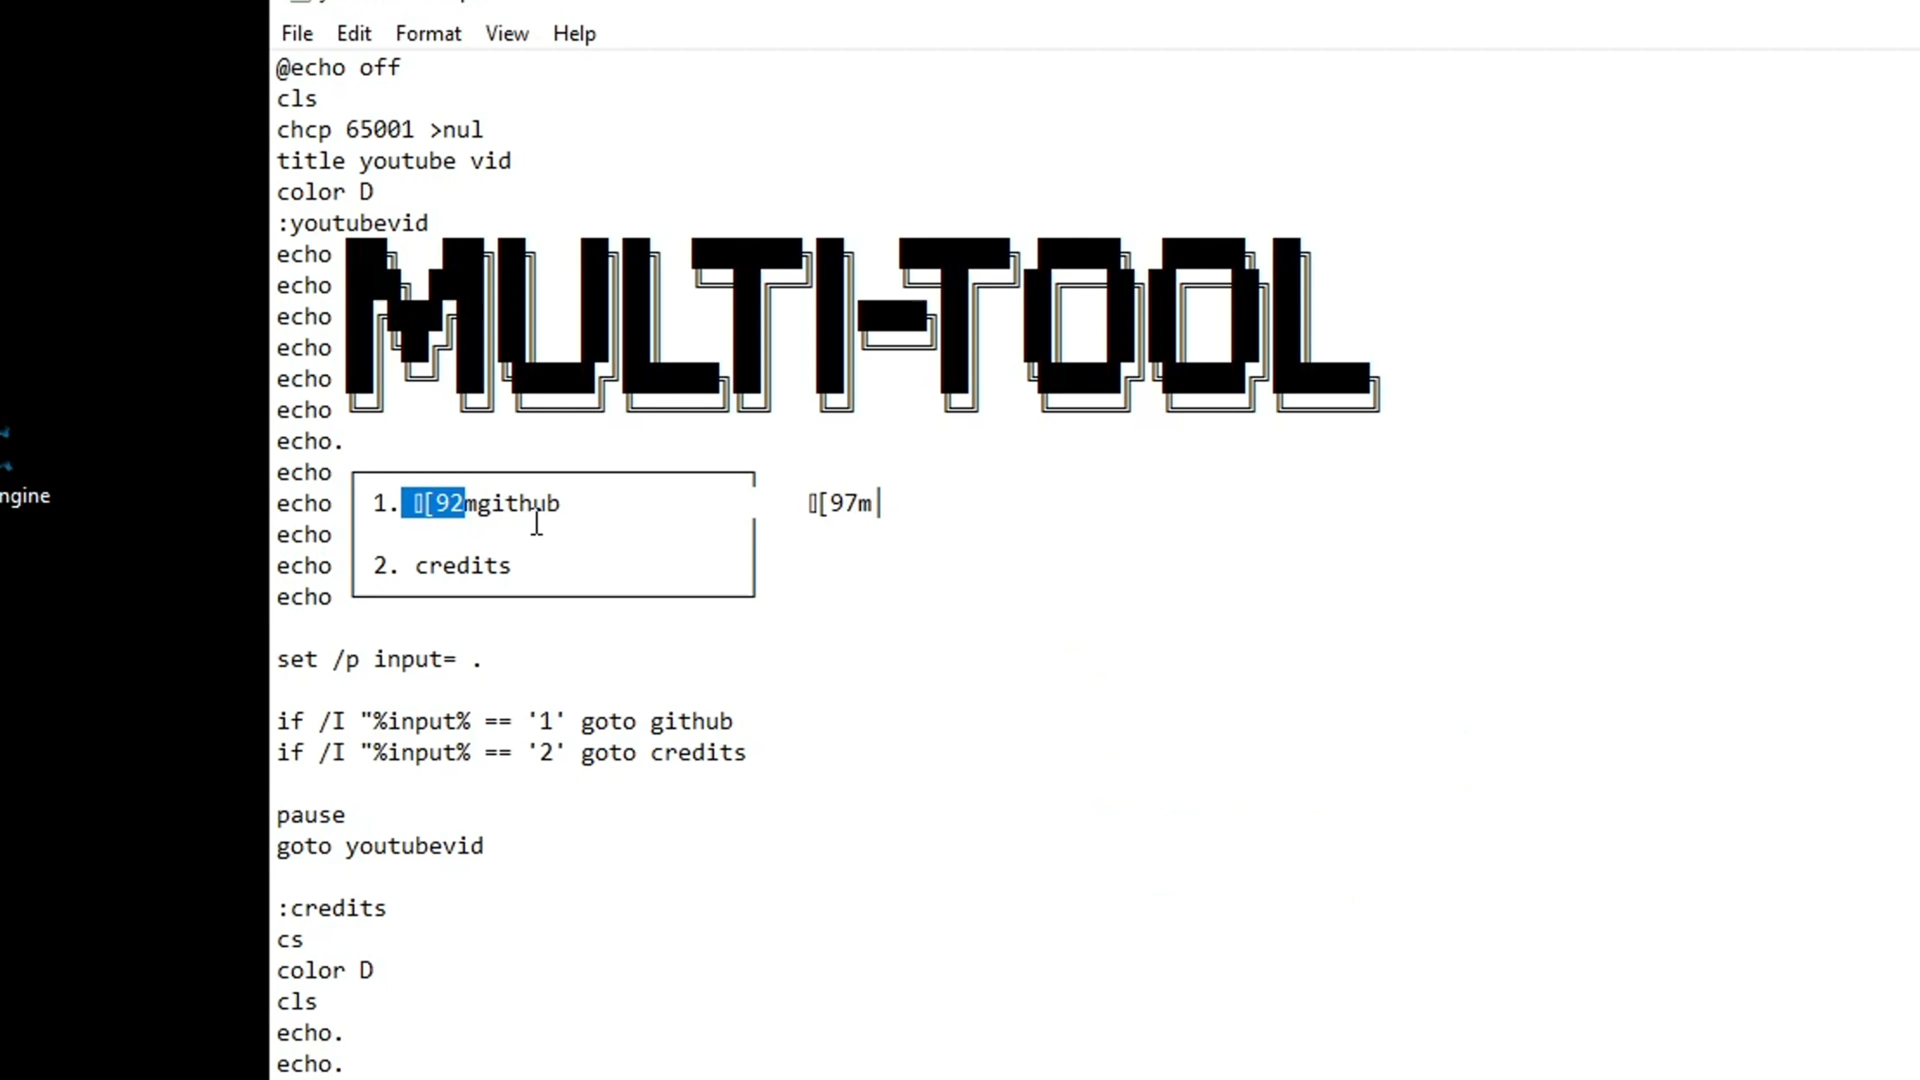 File Edit Format View Help
@echo off
cls
chcp 65001 >nul
title youtube vid
color D
:youtubevid
echo ███╗   ███╗██╗   ██╗██╗  ████████╗██╗   ████████╗ ██████╗  ██████╗ ██╗
echo ████╗ ████║██║   ██║██║  ╚══██╔══╝██║   ╚══██╔══╝██╔═══██╗██╔═══██╗██║
echo ██╔████╔██║██║   ██║██║     ██║   ██║█████╗██║   ██║   ██║██║   ██║██║
echo ██║╚██╔╝██║██║   ██║██║     ██║   ██║╚════╝██║   ██║   ██║██║   ██║██║
echo ██║ ╚═╝ ██║╚██████╔╝███████╗██║   ██║      ██║   ╚██████╔╝╚██████╔╝███████╗
echo ╚═╝     ╚═╝ ╚═════╝ ╚══════╝╚═╝   ╚═╝      ╚═╝    ╚═════╝  ╚═════╝ ╚══════╝
echo.
echo
echo 1. [92mgithub [97m│
echo
echo 2. credits
echo
set /p input= .
if /I "%input% == '1' goto github
if /I "%input% == '2' goto credits
pause
goto youtubevid
:credits
cs
color D
cls
echo.
echo.
ngine